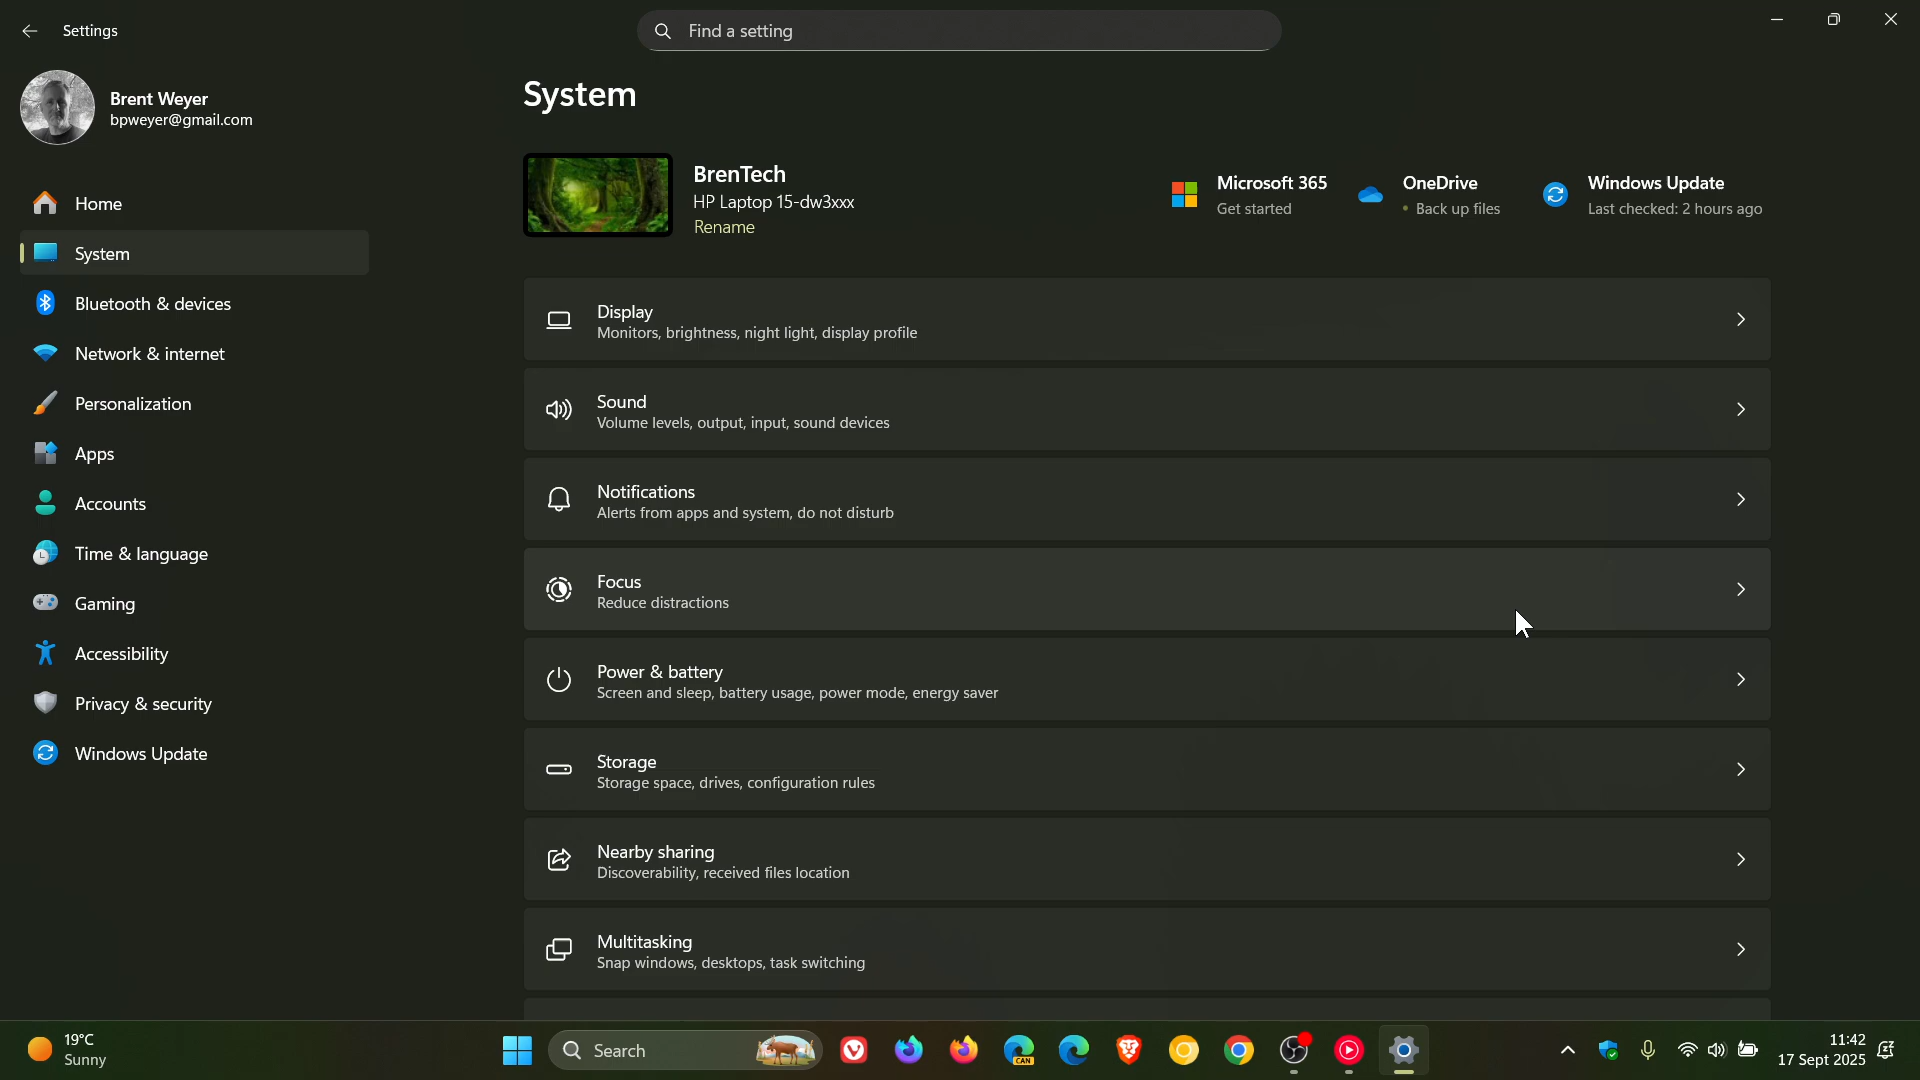 Settings
Find a setting
Brent Weyer
bpweyer@gmail.com
Home
System
Bluetooth & devices
Network & internet
Personalization
Apps
Accounts
Time & language
Gaming
Accessibility
Privacy & security
Windows Update
System
BrenTech
HP Laptop 15-dw3xxx
Rename
Microsoft 365
Get started
OneDrive
• Back up files
Windows Update
Last checked: 2 hours ago
Display
Monitors, brightness, night light, display profile
Sound
Volume levels, output, input, sound devices
Notifications
Alerts from apps and system, do not disturb
Focus
Reduce distractions
Power & battery
Screen and sleep, battery usage, power mode, energy saver
Storage
Storage space, drives, configuration rules
Nearby sharing
Discoverability, received files location
Multitasking
Snap windows, desktops, task switching
19°C
Sunny
Search
CAN
11:42
17 Sept 2025